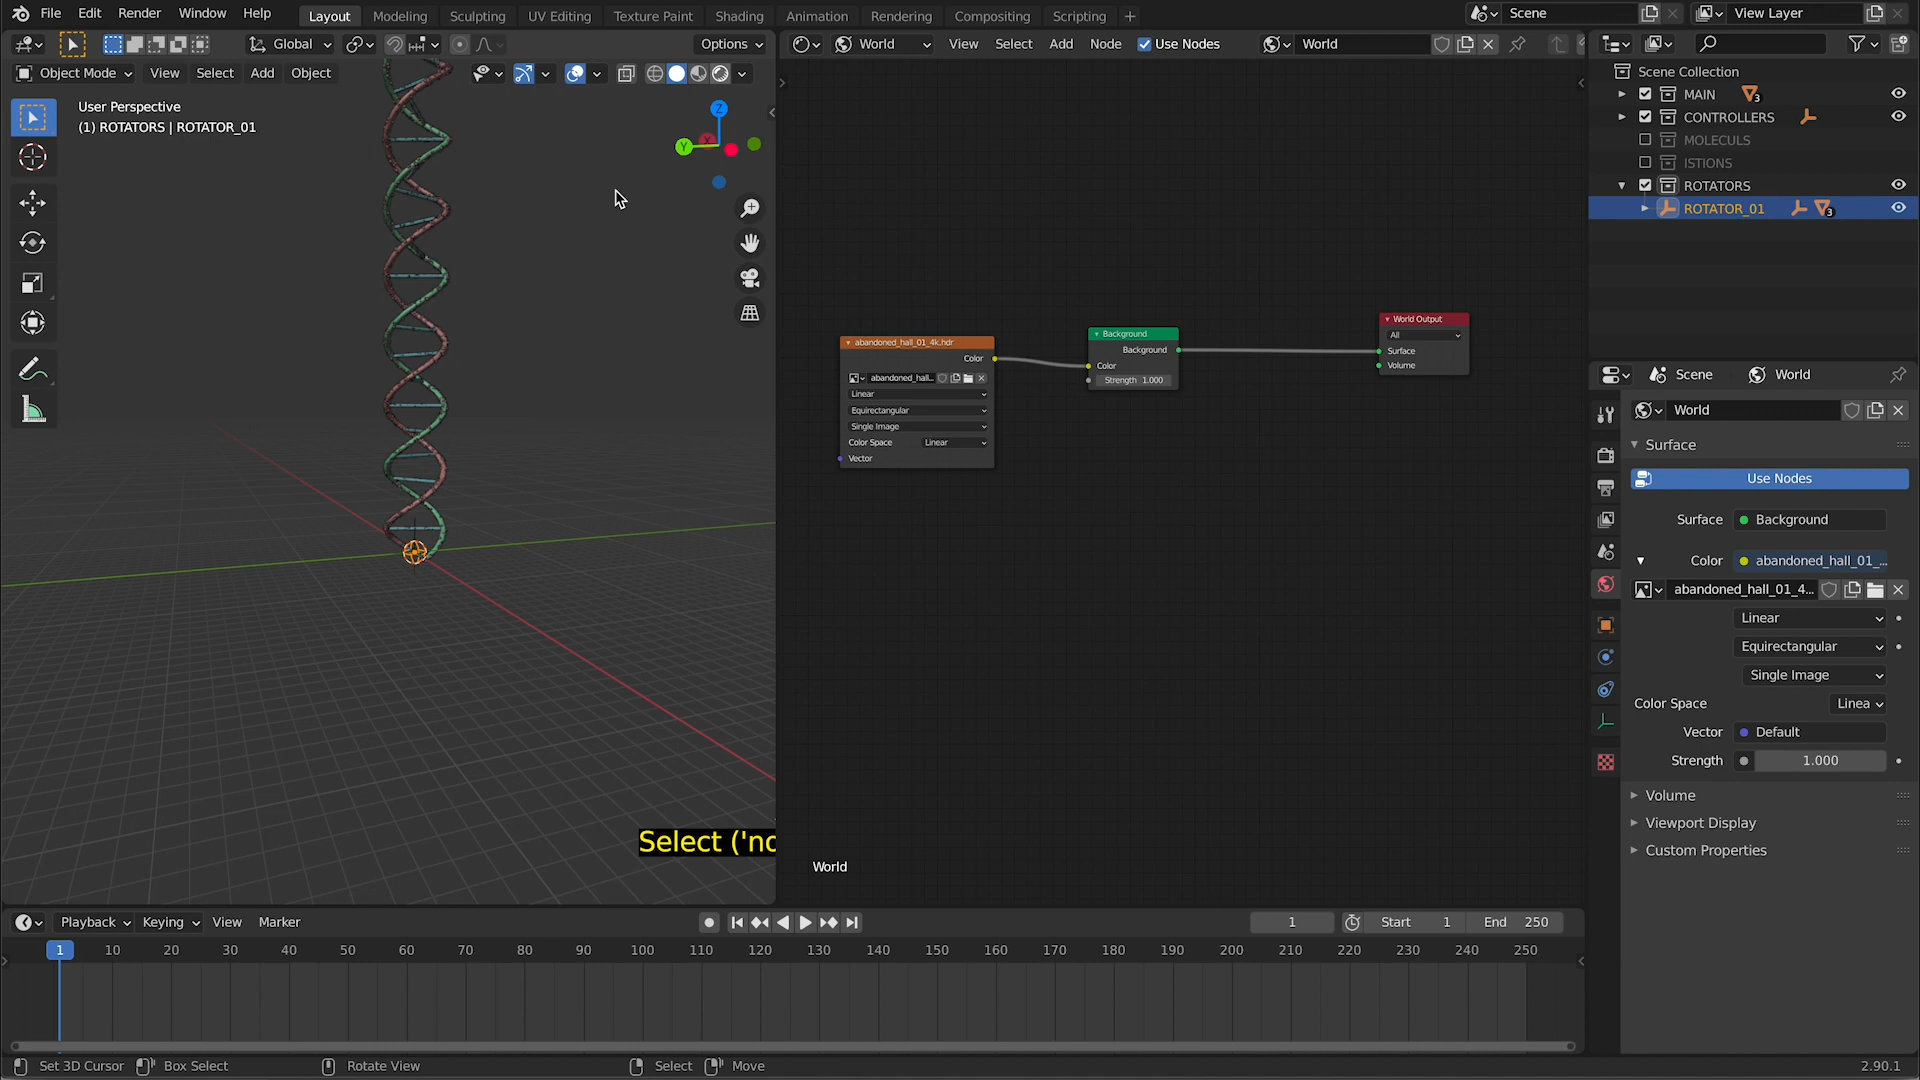 File Edit Render Window Help Layout Modeling Sculpting UV Editing Texture Paint Shading Animation Rendering Compositing Scripting + Scene View Layer
Global Options World View Select Add Node Use Nodes World
Object Mode View Select Add Object
User Perspective
(1) ROTATORS | ROTATOR_01
Z
Y
X
Scene Collection
MAIN 3
CONTROLLERS
MOLECULS
ISTIONS
ROTATORS
ROTATOR_01 3
abandoned_hall_01_4k.hdr
Color
abandoned_hall...
Linear
Equirectangular
Single Image
Color Space Linear
Vector
Background
Background
Color
Strength 1.000
World Output
All
Surface
Volume
Scene World
World
Surface
Use Nodes
Surface Background
Color abandoned_hall_01_...
abandoned_hall_01_4...
Linear
Equirectangular
Single Image
Color Space Linea
Vector Default
Strength 1.000
Volume
Viewport Display
Custom Properties
Select ('no
World
Playback Keying View Marker 1 Start 1 End 250
1 10 20 30 40 50 60 70 80 90 100 110 120 130 140 150 160 170 180 190 200 210 220 230 240 250
Set 3D Cursor Box Select Rotate View Select Move 2.90.1